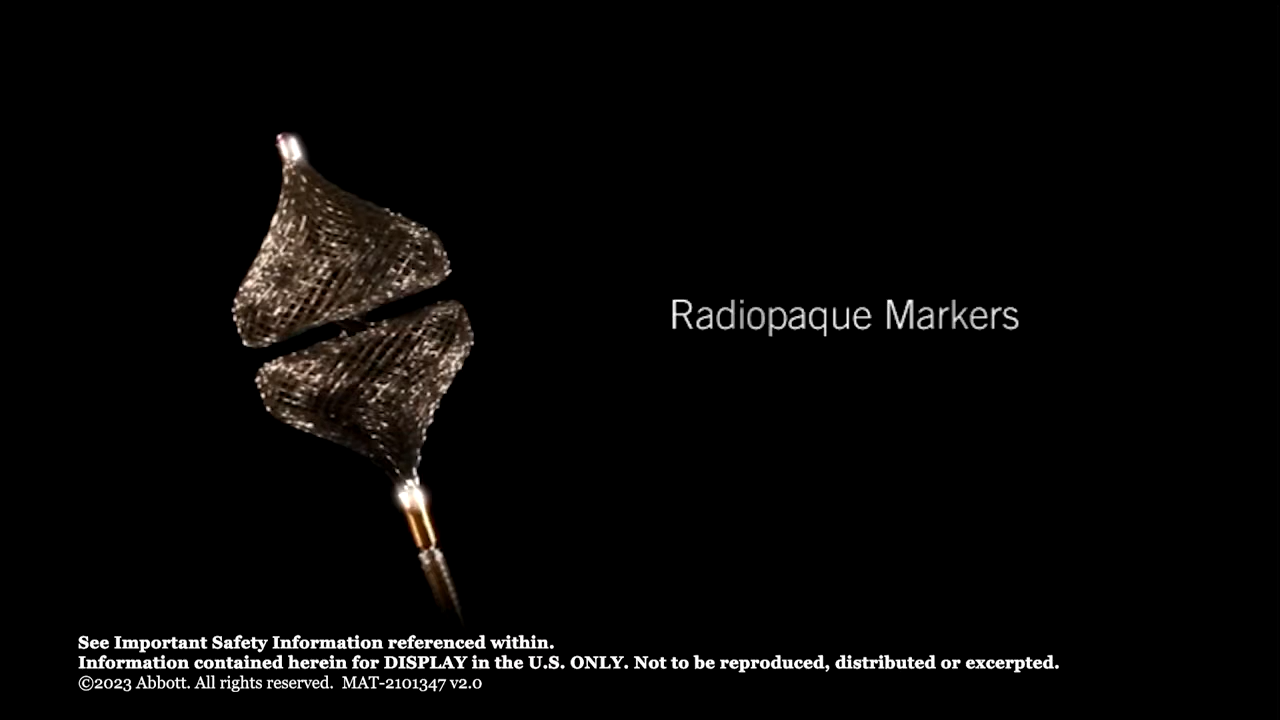 Radiopaque Markers
See Important Safety Information referenced within.
Information contained herein for DISPLAY in the U.S. ONLY. Not to be reproduced, distributed or excerpted.
©2023 Abbott. All rights reserved. MAT-2101347 v2.0